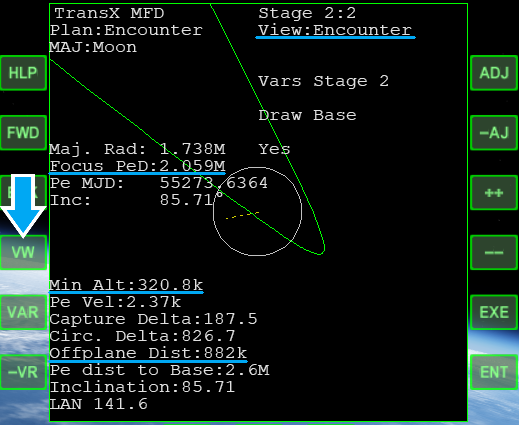 TransX MFD
Stage 2:2
Plan:Encounter
View:Encounter
MAJ:Moon
HLP
ADJ
Vars Stage 2
Draw Base
FWD
-AJ
Maj. Rad: 1.738M
Yes
Focus PeD:2.059M
Pe MJD: 55273.6364
Inc: 85.71°
++
VW
--
Min Alt:320.8k
Pe Vel:2.37k
VAR
Capture Delta:187.5
EXE
Circ. Delta:826.7
Offplane Dist:882k
-VR
Pe dist to Base:2.6M
ENT
Inclination:85.71
LAN 141.6